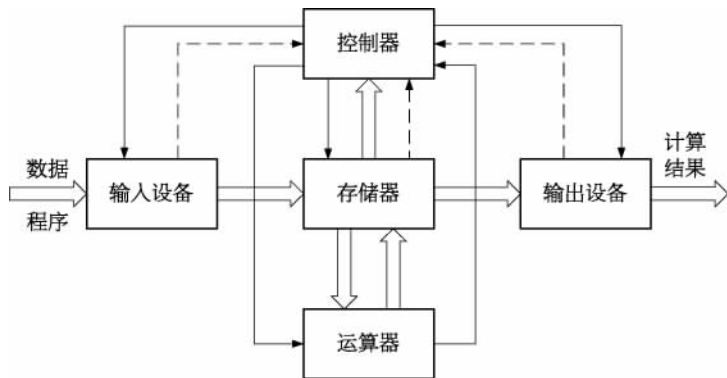 控制器
数据
程序
输入设备
存储器
输出设备
计算
结果
运算器